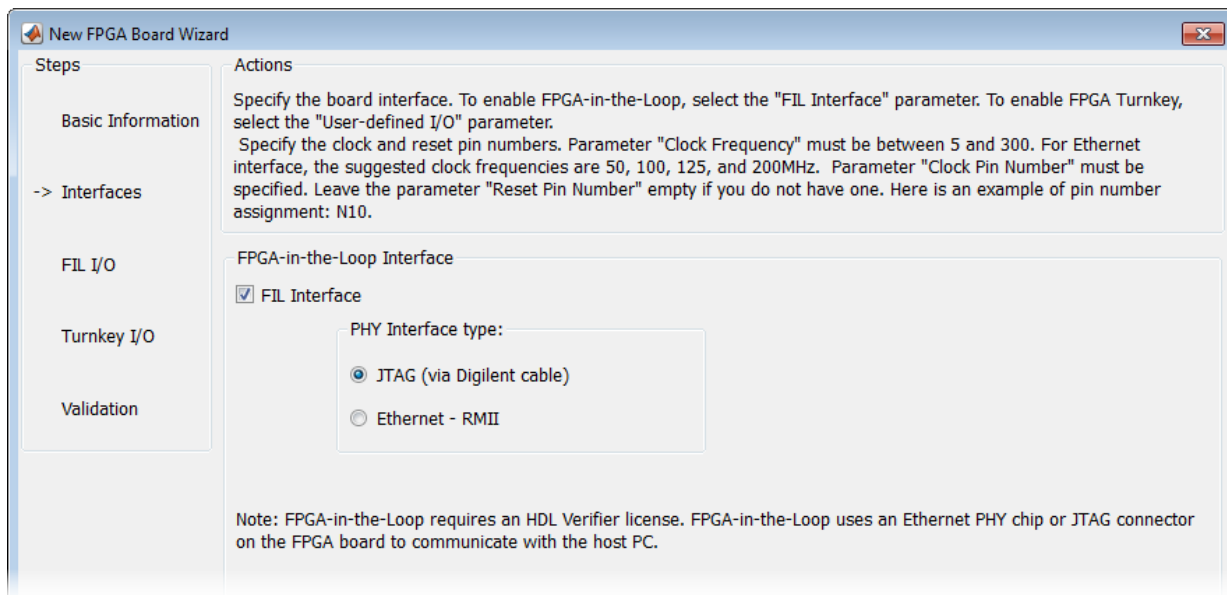 New FPGA Board Wizard
Steps
Basic Information
-> Interfaces
FIL I/O
Turnkey I/O
Validation
Actions
Specify the board interface. To enable FPGA-in-the-Loop, select the "FIL Interface" parameter. To enable FPGA Turnkey,
select the "User-defined I/O" parameter.
Specify the clock and reset pin numbers. Parameter "Clock Frequency" must be between 5 and 300. For Ethernet
interface, the suggested clock frequencies are 50, 100, 125, and 200MHz.  Parameter "Clock Pin Number" must be
specified. Leave the parameter "Reset Pin Number" empty if you do not have one. Here is an example of pin number
assignment: N10.
FPGA-in-the-Loop Interface
FIL Interface
PHY Interface type:
JTAG (via Digilent cable)
Ethernet - RMII
Note: FPGA-in-the-Loop requires an HDL Verifier license. FPGA-in-the-Loop uses an Ethernet PHY chip or JTAG connector
on the FPGA board to communicate with the host PC.